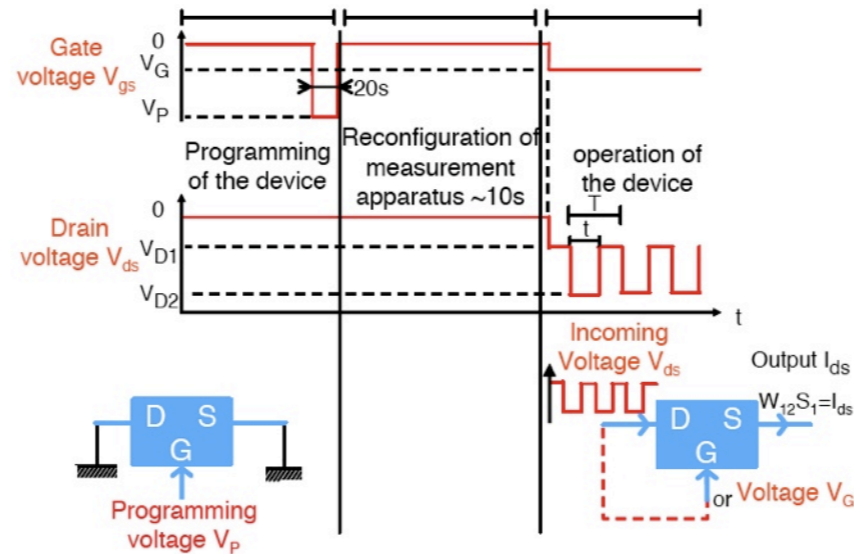 Gate
voltage Vgs
0
VG
VP
20s
Programming
of the device
Reconfiguration of
measurement
apparatus ~10s
operation of
the device
T
t
Drain
voltage Vds
0
VD1
VD2
t
Incoming
Voltage Vds
Output Ids
W12S1=Ids
D S
G
Programming
voltage VP
D S
G
or Voltage VG